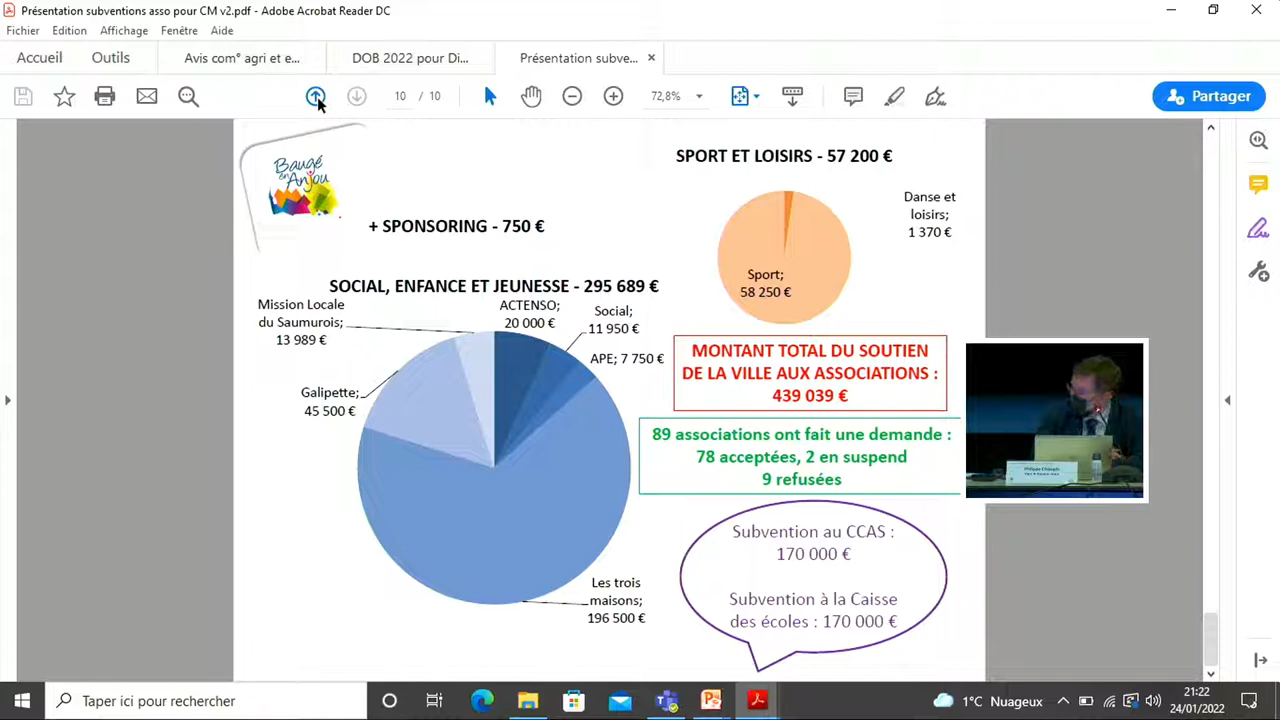 Présentation subventions asso pour CM v2.pdf - Adobe Acrobat Reader DC
Fichier Edition Affichage Fenêtre Aide
Accueil Outils Avis com° agri et e... DOB 2022 pour Di... Présentation subve...
10 / 10 72,8% Partager
Baugé
en
Anjou
+ SPONSORING - 750 €
SPORT ET LOISIRS - 57 200 €
Danse et
loisirs;
1 370 €
Sport;
58 250 €
SOCIAL, ENFANCE ET JEUNESSE - 295 689 €
Mission Locale
du Saumurois;
13 989 €
ACTENSO;
20 000 €
Social;
11 950 €
APE; 7 750 €
Galipette;
45 500 €
Les trois
maisons;
196 500 €
MONTANT TOTAL DU SOUTIEN
DE LA VILLE AUX ASSOCIATIONS :
439 039 €
89 associations ont fait une demande :
78 acceptées, 2 en suspend
9 refusées
Subvention au CCAS :
170 000 €
Subvention à la Caisse
des écoles : 170 000 €
Taper ici pour rechercher
1°C Nuageux
21:22
24/01/2022